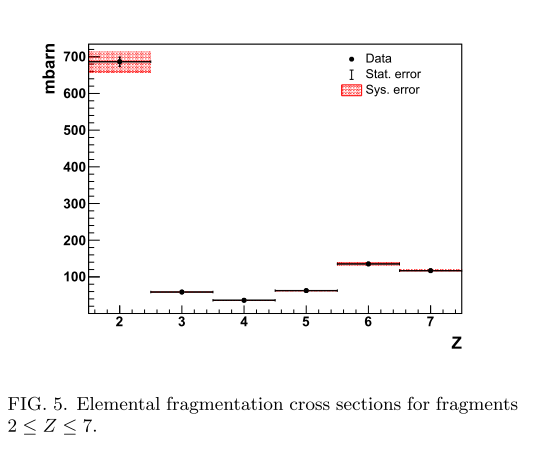 mbarn
700
600
500
400
300
200
100
Data
Stat. error
Sys. error
2 3 4 5 6 7
Z
FIG. 5. Elemental fragmentation cross sections for fragments
2 ≤ Z ≤ 7.